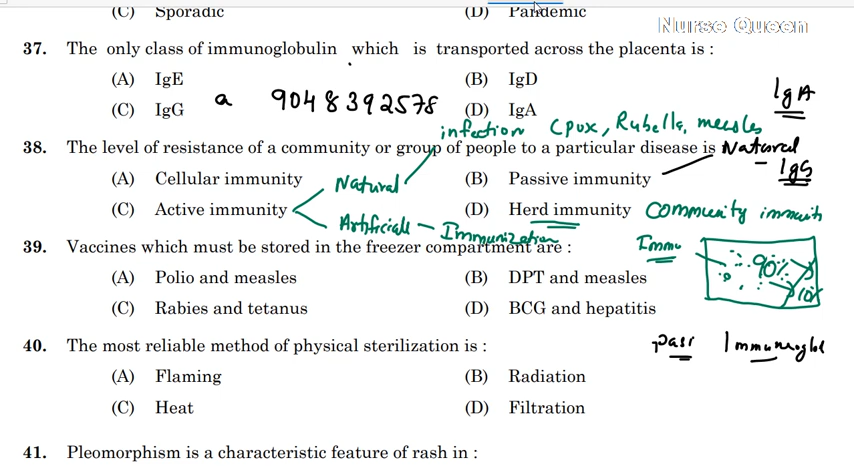 (C) Sporadic (D) Pandemic
Nurse Queen
37. The only class of immunoglobulin which is transported across the placenta is :
(A) IgE (B) IgD
IgA
(C) IgG a 9048392578 (D) IgA
infection Cpux, Rubella, measles
38. The level of resistance of a community or group of people to a particular disease is Natural
(A) Cellular immunity Natural (B) Passive immunity - IgG
(C) Active immunity (D) Herd immunity Community immuniti
Artificiall - Immunization
39. Vaccines which must be stored in the freezer compartment are : Immu
90%
(A) Polio and measles (B) DPT and measles
10%
(C) Rabies and tetanus (D) BCG and hepatitis
40. The most reliable method of physical sterilization is : pass Immunoglob
(A) Flaming (B) Radiation
(C) Heat (D) Filtration
41. Pleomorphism is a characteristic feature of rash in :